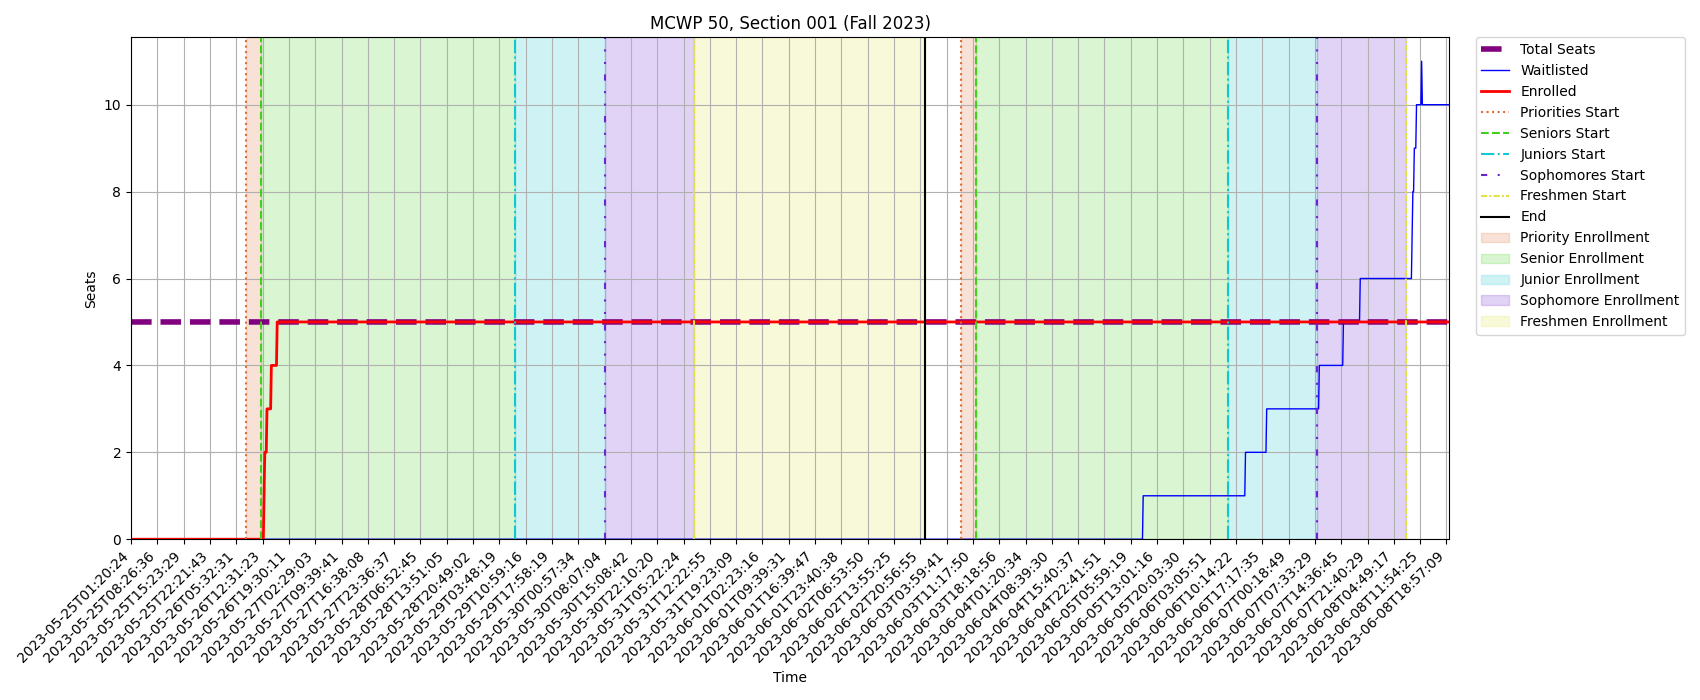 MCWP 50, Section 001 (Fall 2023)
Seats
10
8
6
4
2
0
2023-05-25T01:20:24
2023-05-25T08:26:36
2023-05-25T15:23:29
2023-05-25T22:21:43
2023-05-26T05:32:31
2023-05-26T12:31:23
2023-05-26T19:30:11
2023-05-27T02:29:03
2023-05-27T09:39:41
2023-05-27T16:38:08
2023-05-27T23:36:37
2023-05-28T06:52:45
2023-05-28T13:51:05
2023-05-28T20:49:02
2023-05-29T03:48:19
2023-05-29T10:59:16
2023-05-29T17:58:19
2023-05-30T00:57:34
2023-05-30T08:07:04
2023-05-30T15:08:42
2023-05-30T22:10:20
2023-05-31T05:22:24
2023-05-31T12:22:55
2023-05-31T19:23:09
2023-06-01T02:23:16
2023-06-01T09:39:31
2023-06-01T16:39:47
2023-06-01T23:40:38
2023-06-02T06:53:50
2023-06-02T13:55:25
2023-06-02T20:56:55
2023-06-03T03:59:41
2023-06-03T11:17:50
2023-06-03T18:18:56
2023-06-04T01:20:34
2023-06-04T08:39:30
2023-06-04T15:40:37
2023-06-04T22:41:51
2023-06-05T05:59:19
2023-06-05T13:01:16
2023-06-05T20:03:30
2023-06-06T03:05:51
2023-06-06T10:14:22
2023-06-06T17:17:35
2023-06-07T00:18:49
2023-06-07T07:33:29
2023-06-07T14:36:45
2023-06-07T21:40:29
2023-06-08T04:49:17
2023-06-08T11:54:25
2023-06-08T18:57:09
Time
Total Seats
Waitlisted
Enrolled
Priorities Start
Seniors Start
Juniors Start
Sophomores Start
Freshmen Start
End
Priority Enrollment
Senior Enrollment
Junior Enrollment
Sophomore Enrollment
Freshmen Enrollment